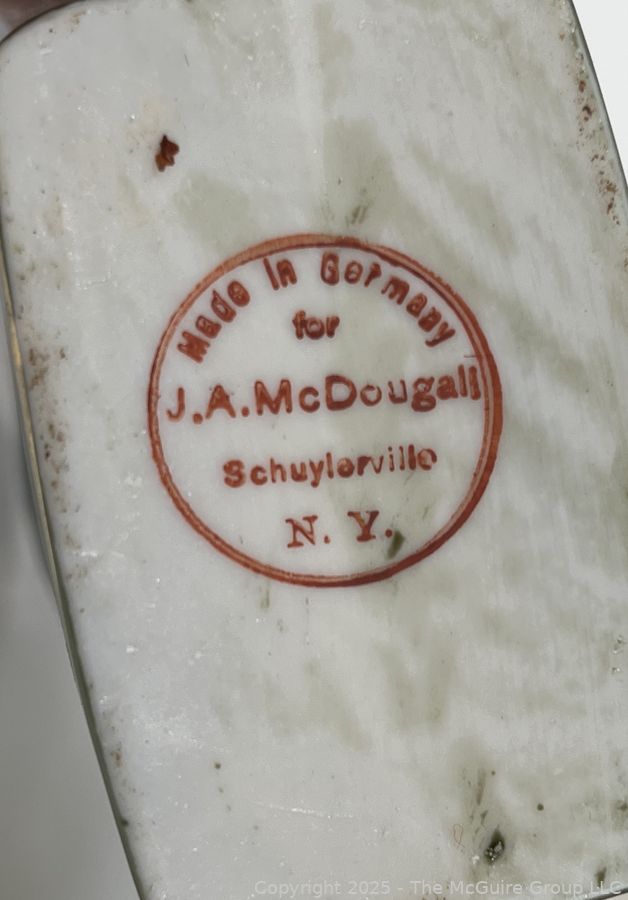 Made in Germany
for
J.A.McDougall
Schuylerville
N. Y.
Copyright 2025 - The McGuire Group LLC